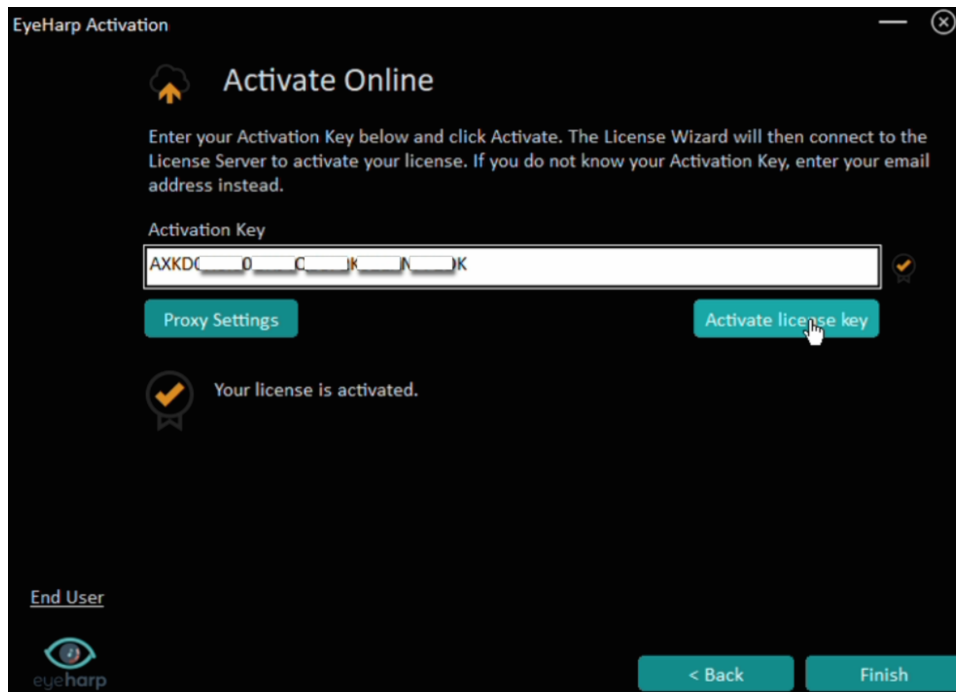 EyeHarp Activation
Activate Online
Enter your Activation Key below and click Activate. The License Wizard will then connect to the
License Server to activate your license. If you do not know your Activation Key, enter your email
address instead.
Activation Key
Proxy Settings
Activate license key
Your license is activated.
End User
eyeharp
< Back
Finish